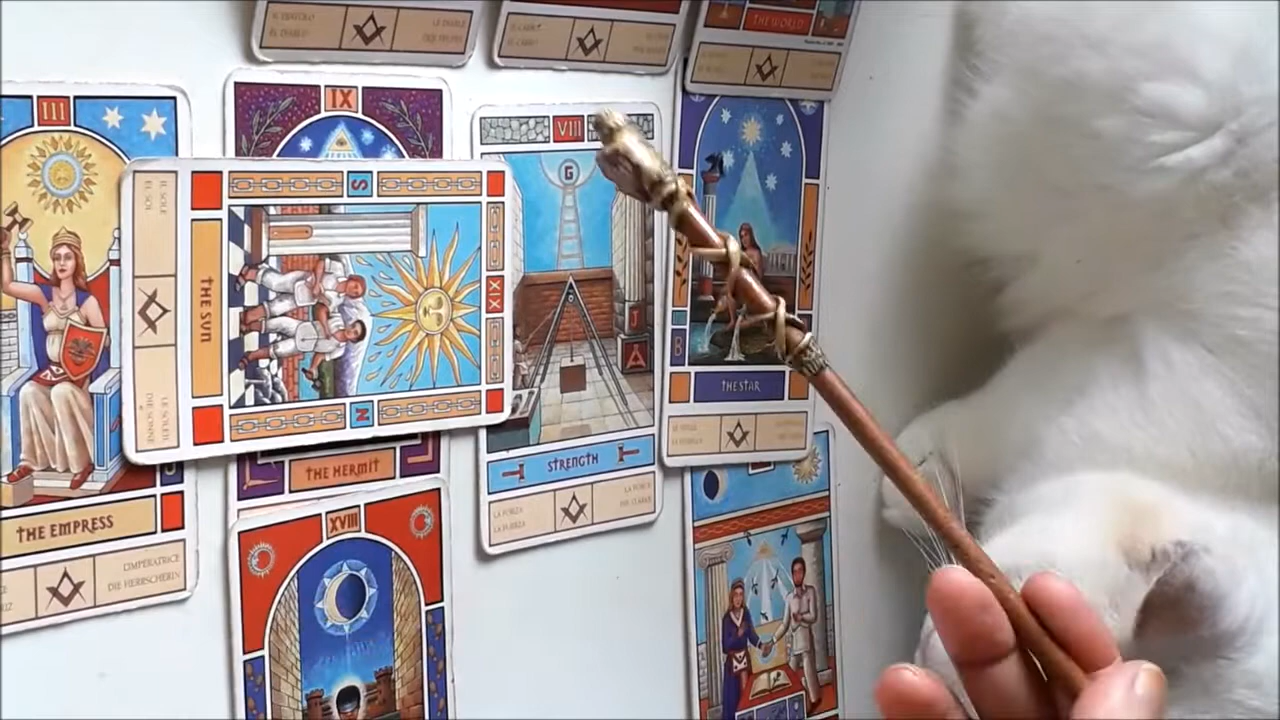 IL DIAVOLO
EL DIABLO
LE DIABLE
DER TEUFEL
THE WORLD
III
THE EMPRESS
L'IMPERATRICE
DIE HERRSCHERIN
IX
THE HERMIT
IL SOLE
EL SOL
LE SOLEIL
DIE SONNE
THE SUN
S
N
XIX
VIII
G
J
STRENGTH
LA FORZA
LA FUERZA
LA FORCE
DIE STÄRKE
B
THE STAR
XVIII